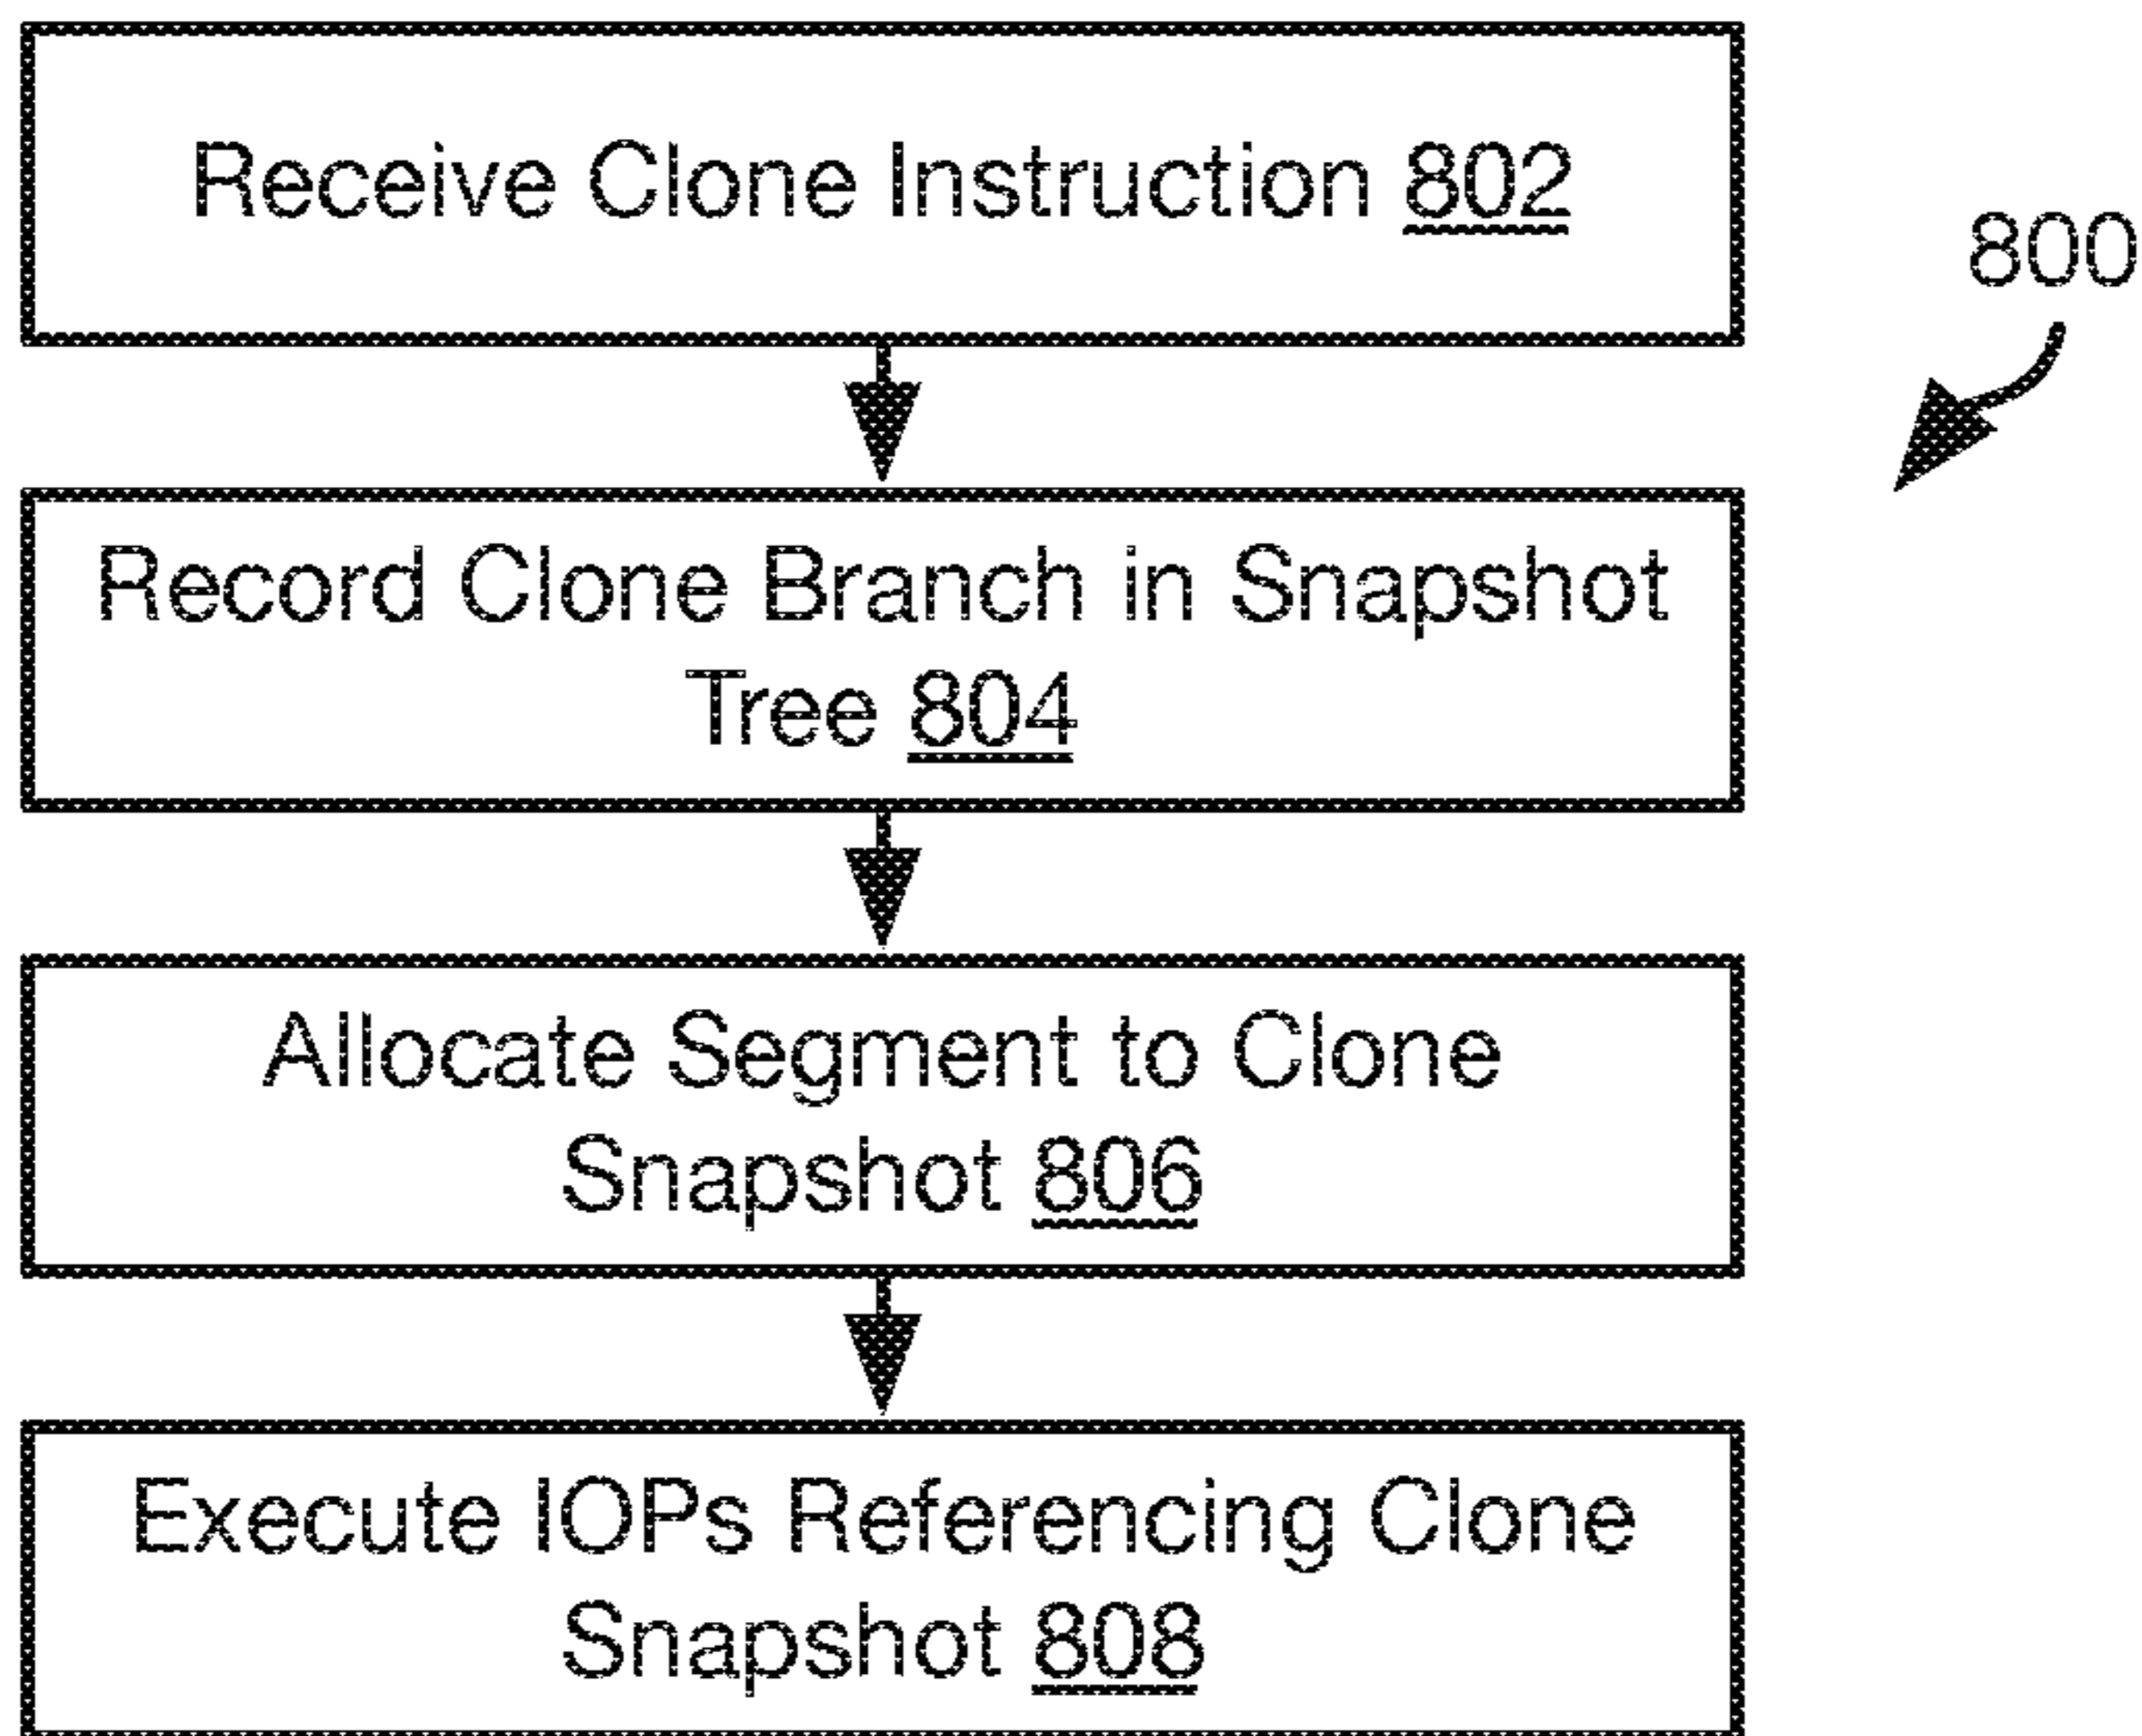 Receive Clone Instruction 802
800
Record Clone Branch in Snapshot
Tree 804
Allocate Segment to Clone
Snapshot 806
Execute IOPs Referencing Clone
Snapshot 808